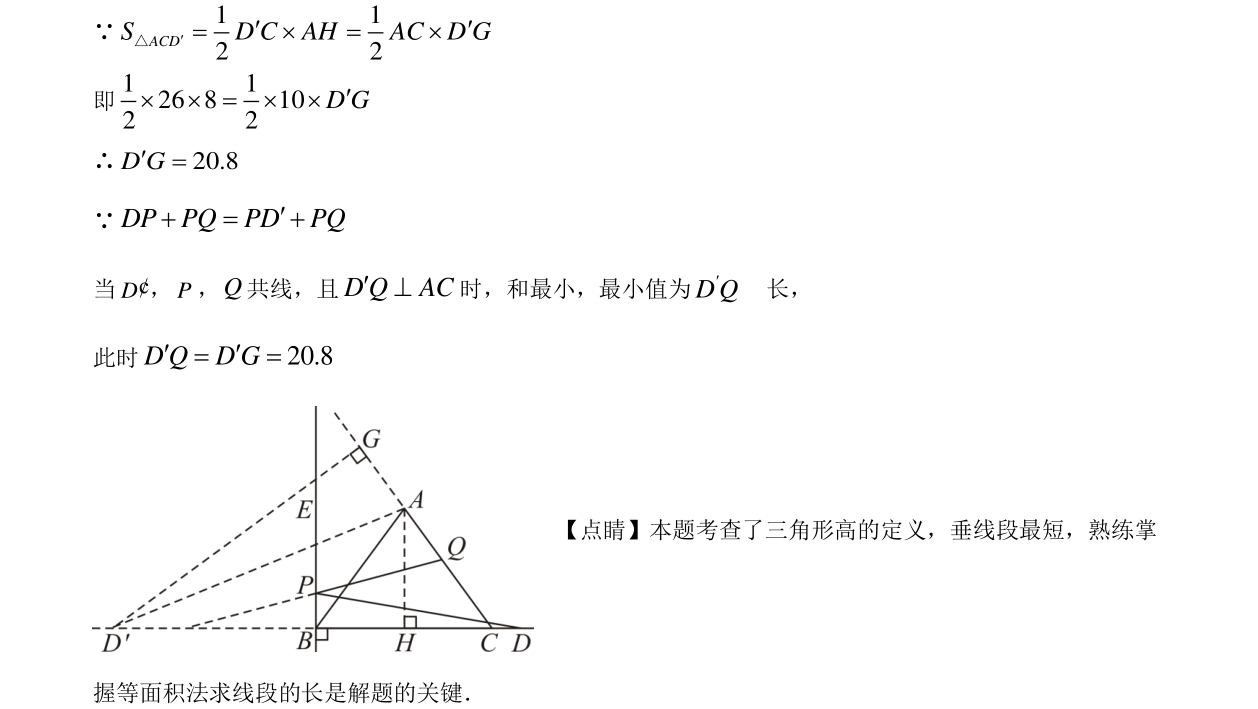 ∵ S△ACD′ = 1/2 D′C × AH = 1/2 AC × D′G
即 1/2 × 26 × 8 = 1/2 × 10 × D′G
∴ D′G = 20.8
∵ DP + PQ = PD′ + PQ
当 D¢， P ， Q 共线，且 D′Q ⊥ AC 时，和最小，最小值为 D′Q 长，
此时 D′Q = D′G = 20.8
G
A
E
Q
P
D′ B H C D
【点睛】本题考查了三角形高的定义，垂线段最短，熟练掌
握等面积法求线段的长是解题的关键．